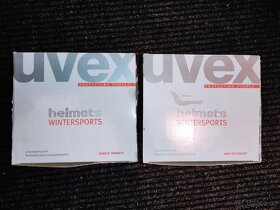 uvex
PROTECTING PEOPLE
helmets
WINTERSPORTS
MADE IN GERMANY
uvex
PROTECTING PEOPLE
helmets
WINTERSPORTS
MADE IN GERMANY